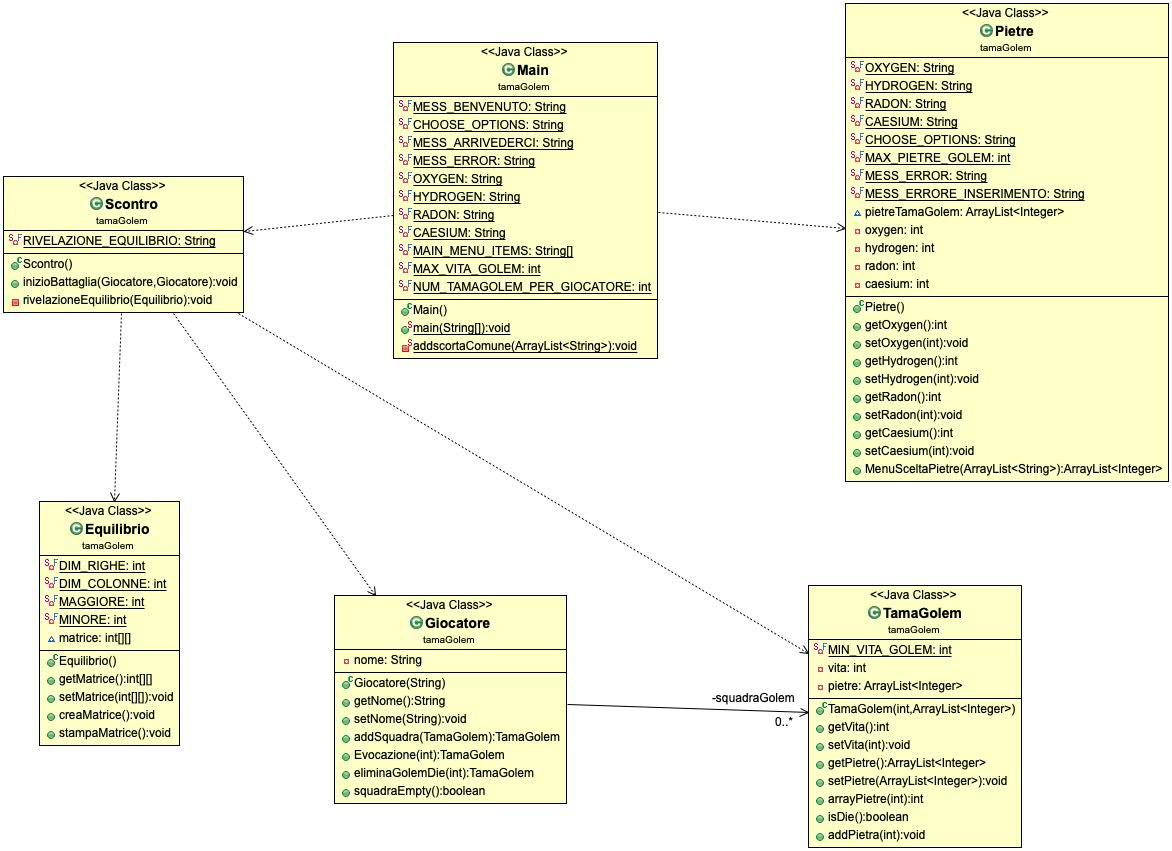 <<Java Class>>
Pietre
tamaGolem
OXYGEN: String
HYDROGEN: String
RADON: String
CAESIUM: String
CHOOSE_OPTIONS: String
MAX_PIETRE_GOLEM: int
MESS_ERROR: String
MESS_ERRORE_INSERIMENTO: String
pietreTamaGolem: ArrayList<Integer>
oxygen: int
hydrogen: int
radon: int
caesium: int
Pietre()
getOxygen():int
setOxygen(int):void
getHydrogen():int
setHydrogen(int):void
getRadon():int
setRadon(int):void
getCaesium():int
setCaesium(int):void
MenuSceltaPietre(ArrayList<String>):ArrayList<Integer>
<<Java Class>>
Main
tamaGolem
MESS_BENVENUTO: String
CHOOSE_OPTIONS: String
MESS_ARRIVEDERCI: String
MESS_ERROR: String
OXYGEN: String
HYDROGEN: String
RADON: String
CAESIUM: String
MAIN_MENU_ITEMS: String[]
MAX_VITA_GOLEM: int
NUM_TAMAGOLEM_PER_GIOCATORE: int
Main()
main(String[]):void
addscortaComune(ArrayList<String>):void
<<Java Class>>
Scontro
tamaGolem
RIVELAZIONE_EQUILIBRIO: String
Scontro()
inizioBattaglia(Giocatore,Giocatore):void
rivelazioneEquilibrio(Equilibrio):void
<<Java Class>>
Equilibrio
tamaGolem
DIM_RIGHE: int
DIM_COLONNE: int
MAGGIORE: int
MINORE: int
matrice: int[][]
Equilibrio()
getMatrice():int[][]
setMatrice(int[][]):void
creaMatrice():void
stampaMatrice():void
<<Java Class>>
Giocatore
tamaGolem
nome: String
Giocatore(String)
getNome():String
setNome(String):void
addSquadra(TamaGolem):TamaGolem
Evocazione(int):TamaGolem
eliminaGolemDie(int):TamaGolem
squadraEmpty():boolean
-squadraGolem
0..*
<<Java Class>>
TamaGolem
tamaGolem
MIN_VITA_GOLEM: int
vita: int
pietre: ArrayList<Integer>
TamaGolem(int,ArrayList<Integer>)
getVita():int
setVita(int):void
getPietre():ArrayList<Integer>
setPietre(ArrayList<Integer>):void
arrayPietre(int):int
isDie():boolean
addPietra(int):void